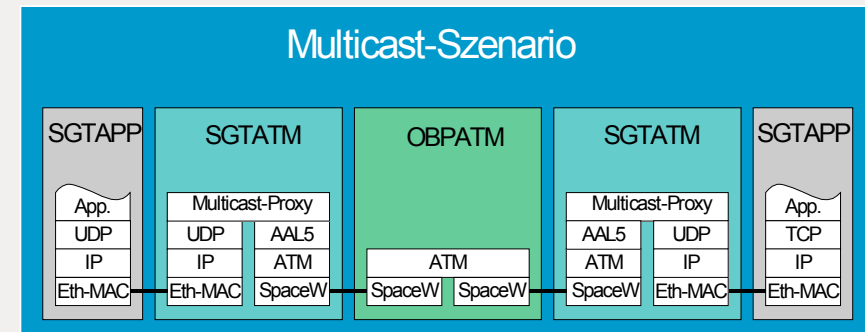 Multicast-Szenario
SGTAPP SGTATM OBPATM SGTATM SGTAPP
App. Multicast-Proxy Multicast-Proxy App.
UDP UDP AAL5 AAL5 UDP TCP
IP IP ATM ATM ATM IP IP
Eth-MAC Eth-MAC SpaceW SpaceW SpaceW SpaceW Eth-MAC Eth-MAC